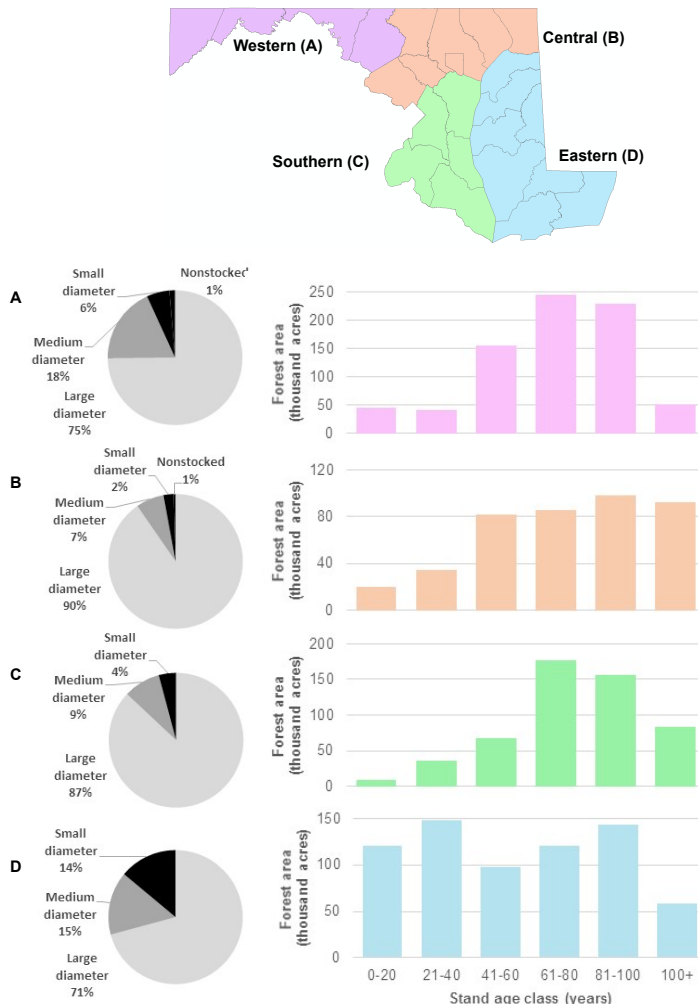 Western (A)
Central (B)
Southern (C)
Eastern (D)
A
Small
diameter
6%
Nonstocked
1%
Medium
diameter
18%
Large
diameter
75%
Forest area
(thousand acres)
250
200
150
100
50
0
B
Small
diameter
2%
Nonstocked
1%
Medium
diameter
7%
Large
diameter
90%
Forest area
(thousand acres)
120
80
40
0
C
Small
diameter
4%
Medium
diameter
9%
Large
diameter
87%
Forest area
(thousand acres)
200
150
100
50
0
D
Small
diameter
14%
Medium
diameter
15%
Large
diameter
71%
Forest area
(thousand acres)
150
100
50
0
0-20 21-40 41-60 61-80 81-100 100+
Stand age class (years)